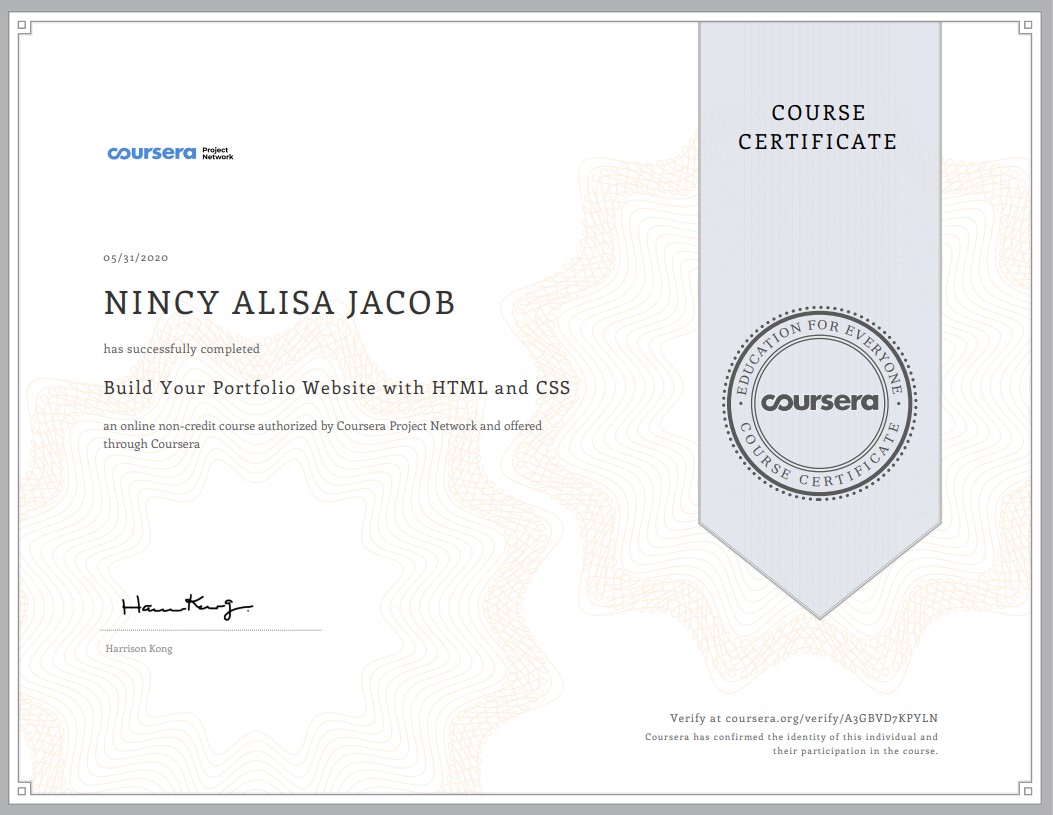 COURSE
CERTIFICATE
coursera Project
Network
05/31/2020
NINCY ALISA JACOB
has successfully completed
Build Your Portfolio Website with HTML and CSS
an online non-credit course authorized by Coursera Project Network and offered
through Coursera
EDUCATION FOR EVERYONE
coursera
COURSE CERTIFICATE
Harrison Kong
Verify at coursera.org/verify/A3GBVD7KPYLN
Coursera has confirmed the identity of this individual and
their participation in the course.